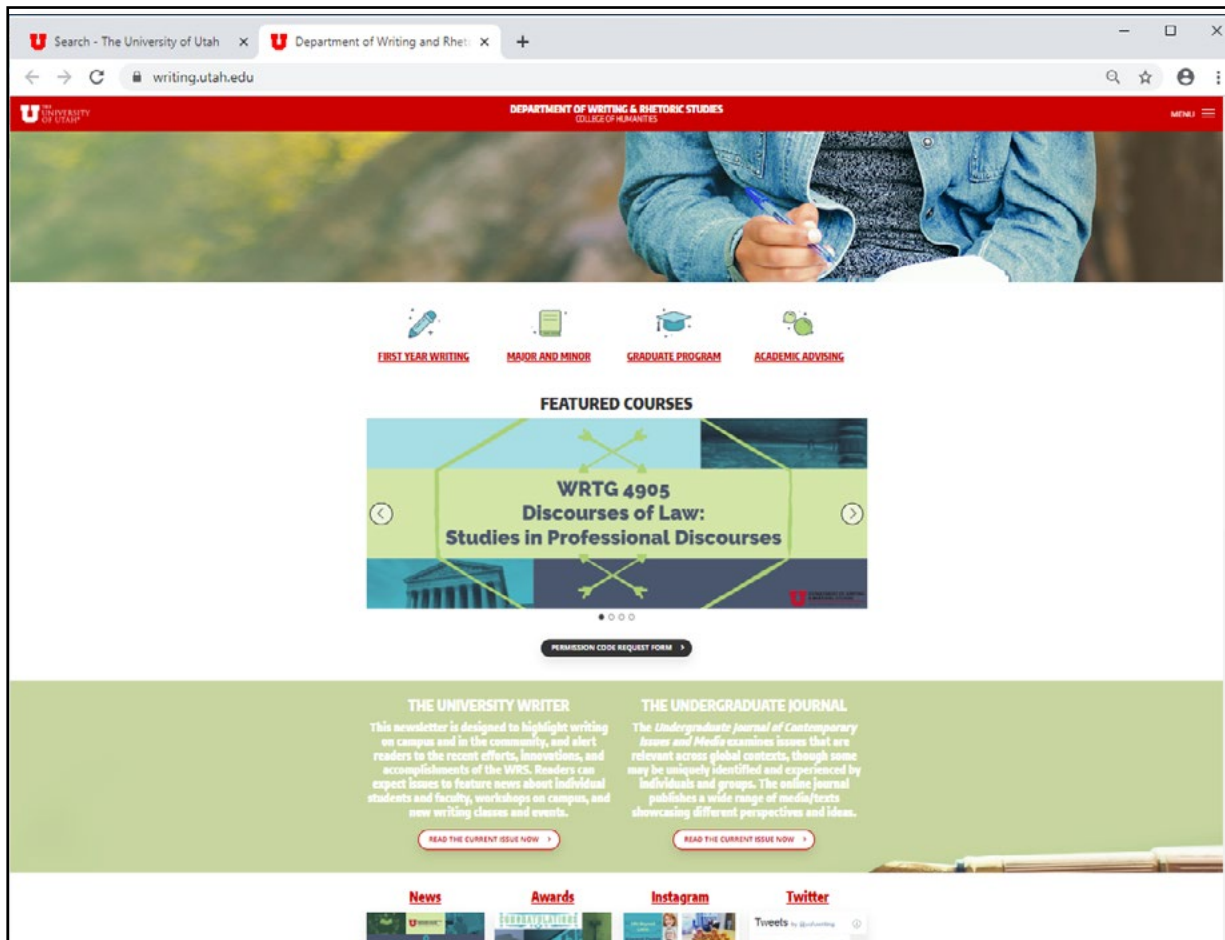 Search - The University of Utah
Department of Writing and Rhet
writing.utah.edu
THE
UNIVERSITY
OF UTAH
DEPARTMENT OF WRITING & RHETORIC STUDIES
COLLEGE OF HUMANITIES
MENU
FIRST YEAR WRITING
MAJOR AND MINOR
GRADUATE PROGRAM
ACADEMIC ADVISING
FEATURED COURSES
WRTG 4905
Discourses of Law:
Studies in Professional Discourses
PERMISSION CODE REQUEST FORM
THE UNIVERSITY WRITER
This newsletter is designed to highlight writing
on campus and in the community, and alert
readers to the recent efforts, innovations, and
accomplishments of the WRS. Readers can
expect issues to feature news about individual
students and faculty, workshops on campus, and
new writing classes and events.
READ THE CURRENT ISSUE NOW
THE UNDERGRADUATE JOURNAL
The Undergraduate Journal of Contemporary
Issues and Media examines issues that are
relevant across global contexts, though some
may be uniquely identified and experienced by
individuals and groups. The online journal
publishes a wide range of media/texts
showcasing different perspectives and ideas.
READ THE CURRENT ISSUE NOW
News
Awards
Instagram
Twitter
CONGRATULATIONS
Tweets by